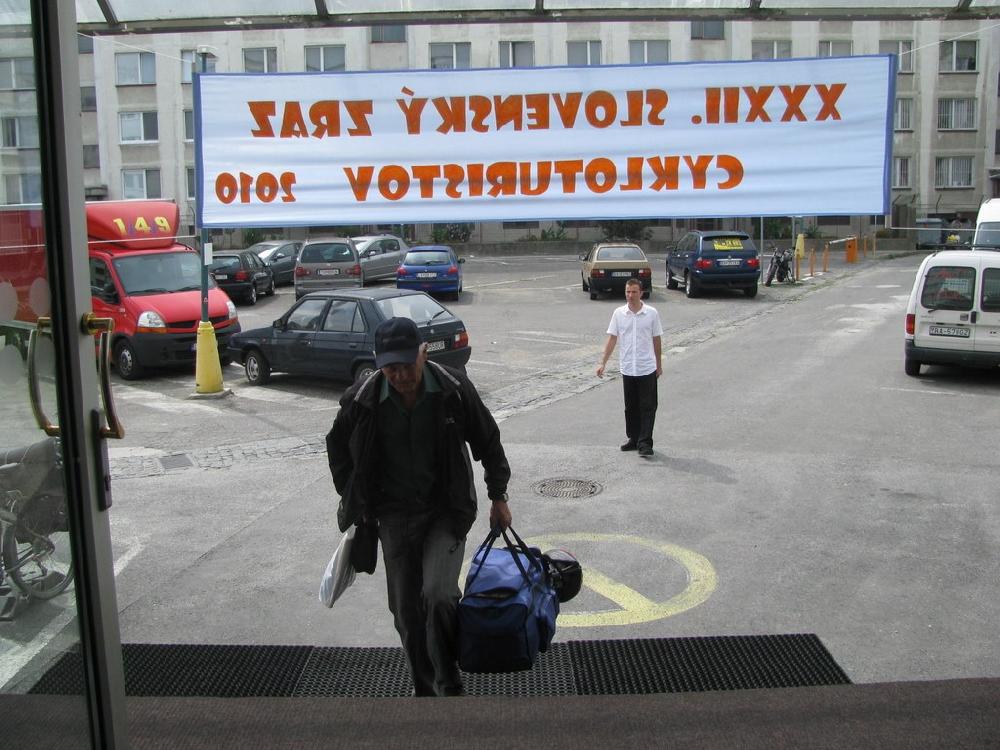 XXXII. SLOVENSKÝ ZRAZ
CYKLOTURISTOV 2010
149